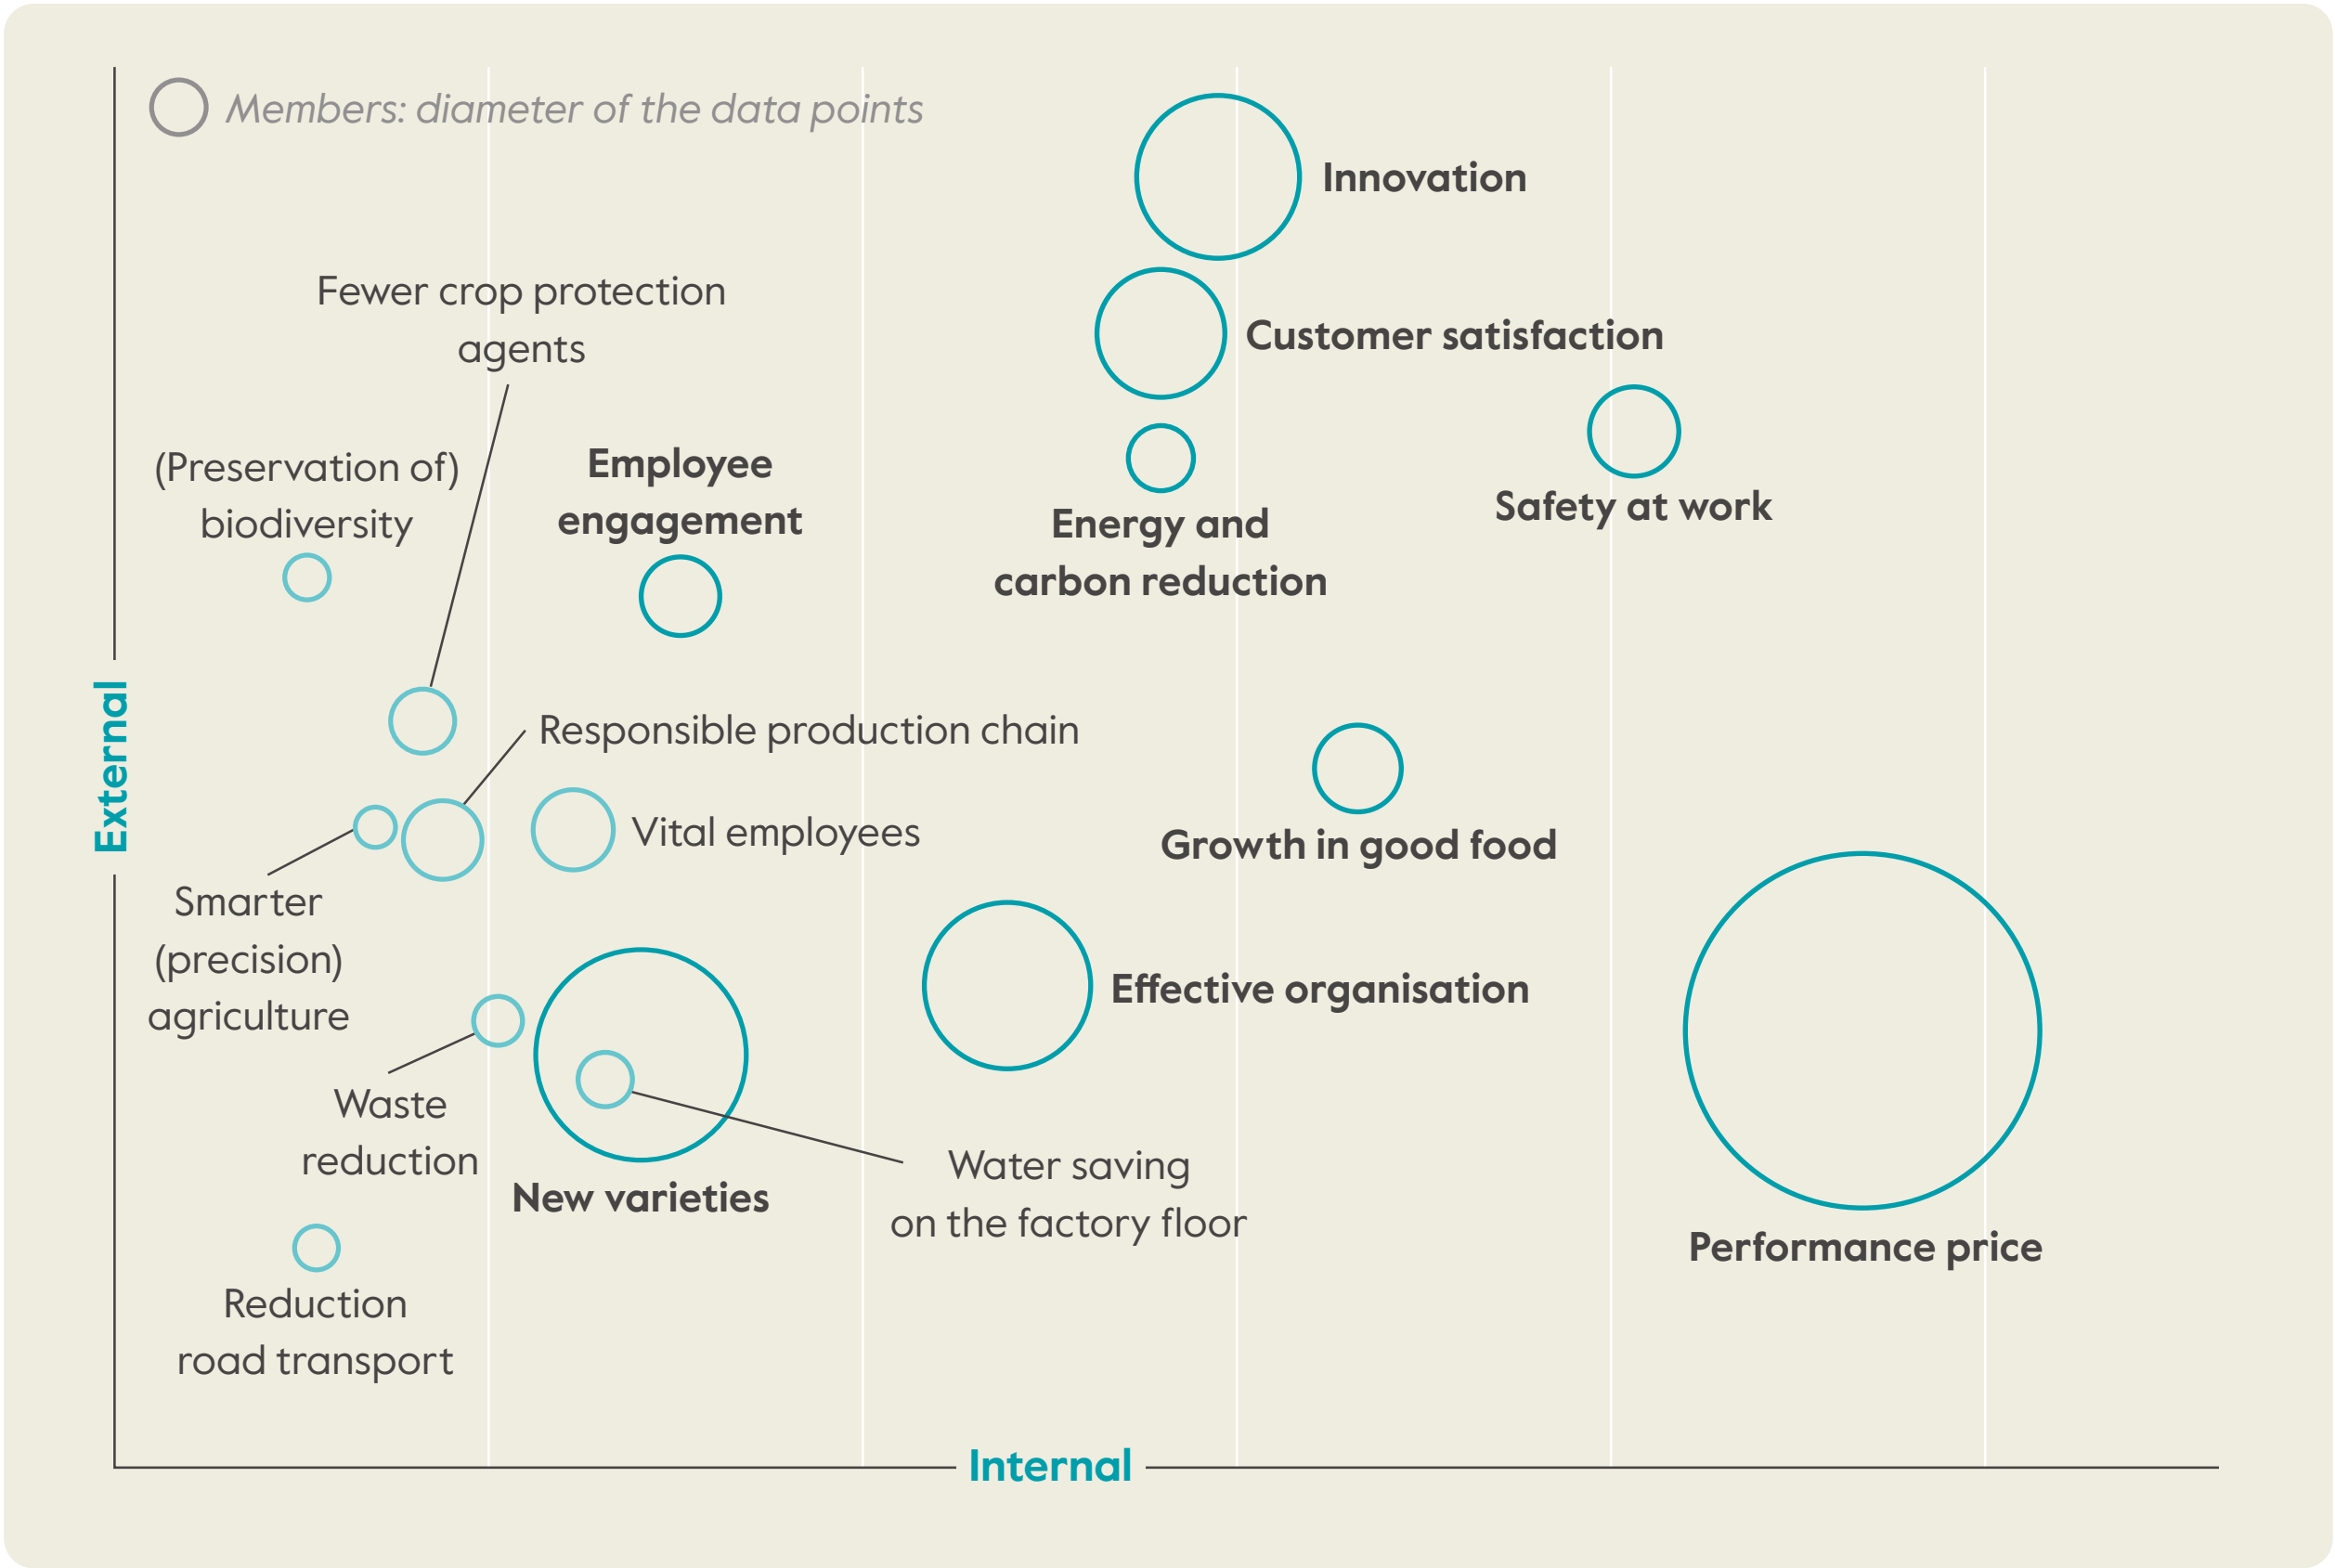 Members: diameter of the data points
Innovation
Fewer crop protection
agents
Customer satisfaction
(Preservation of)
biodiversity
Employee
engagement
Energy and
carbon reduction
Safety at work
External
Responsible production chain
Vital employees
Growth in good food
Smarter
(precision)
agriculture
Effective organisation
Waste
reduction
New varieties
Water saving
on the factory floor
Performance price
Reduction
road transport
Internal